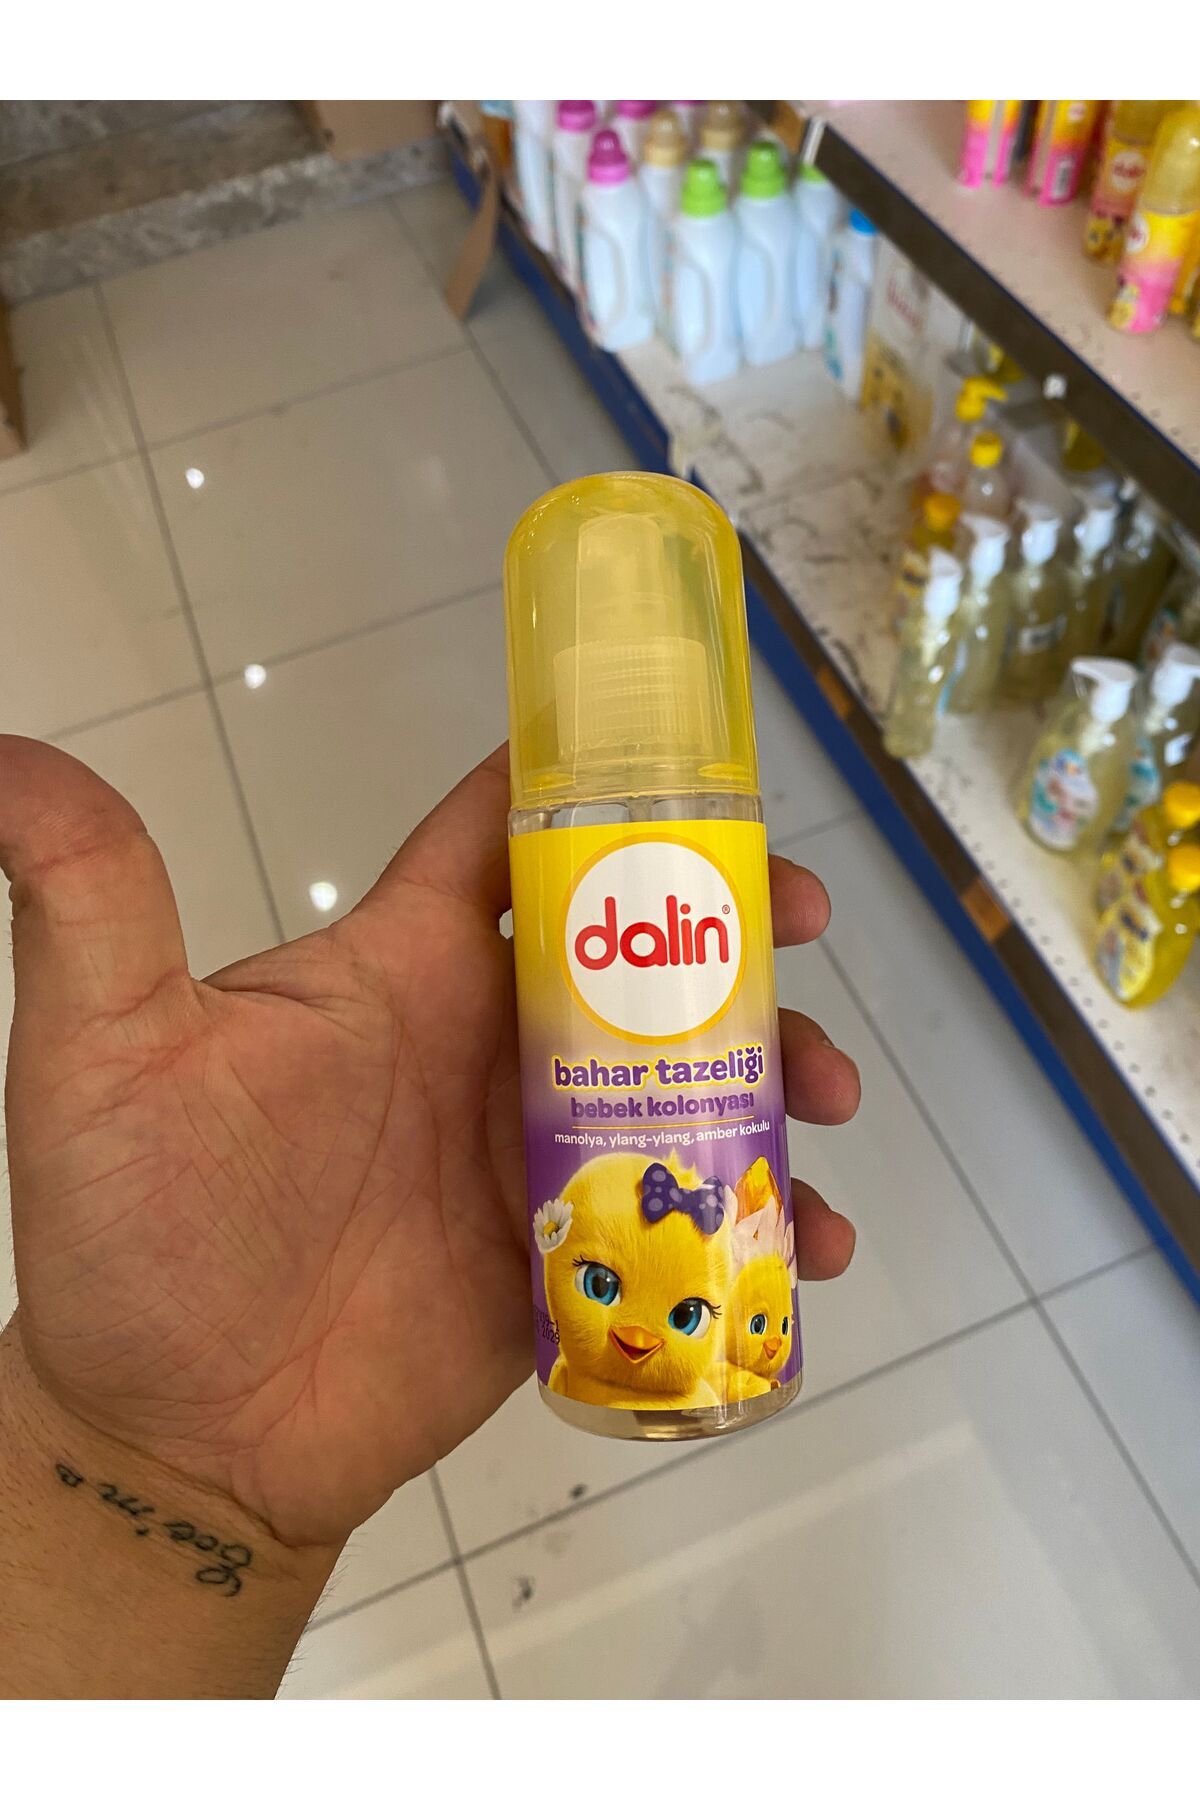 dalin®
bahar tazeliği
bebek kolonyası
manolya, ylang-ylang, amber kokulu